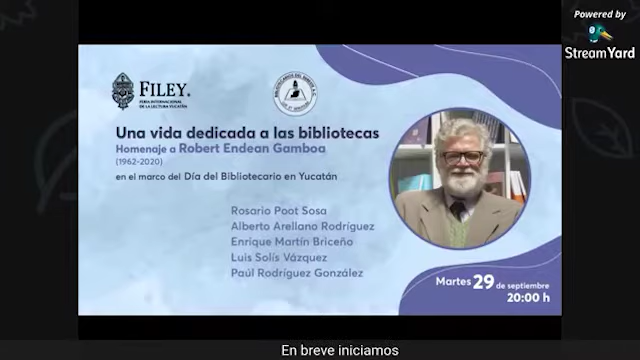 Powered by
StreamYard
FILEY.
FERIA INTERNACIONAL
DE LA LECTURA YUCATÁN
Una vida dedicada a las bibliotecas
Homenaje a Robert Endean Gamboa
(1962-2020)
en el marco del Día del Bibliotecario en Yucatán
Rosario Poot Sosa
Alberto Arellano Rodríguez
Enrique Martín Briceño
Luis Solís Vázquez
Paúl Rodríguez González
Martes 29 de septiembre
20:00 h
En breve iniciamos